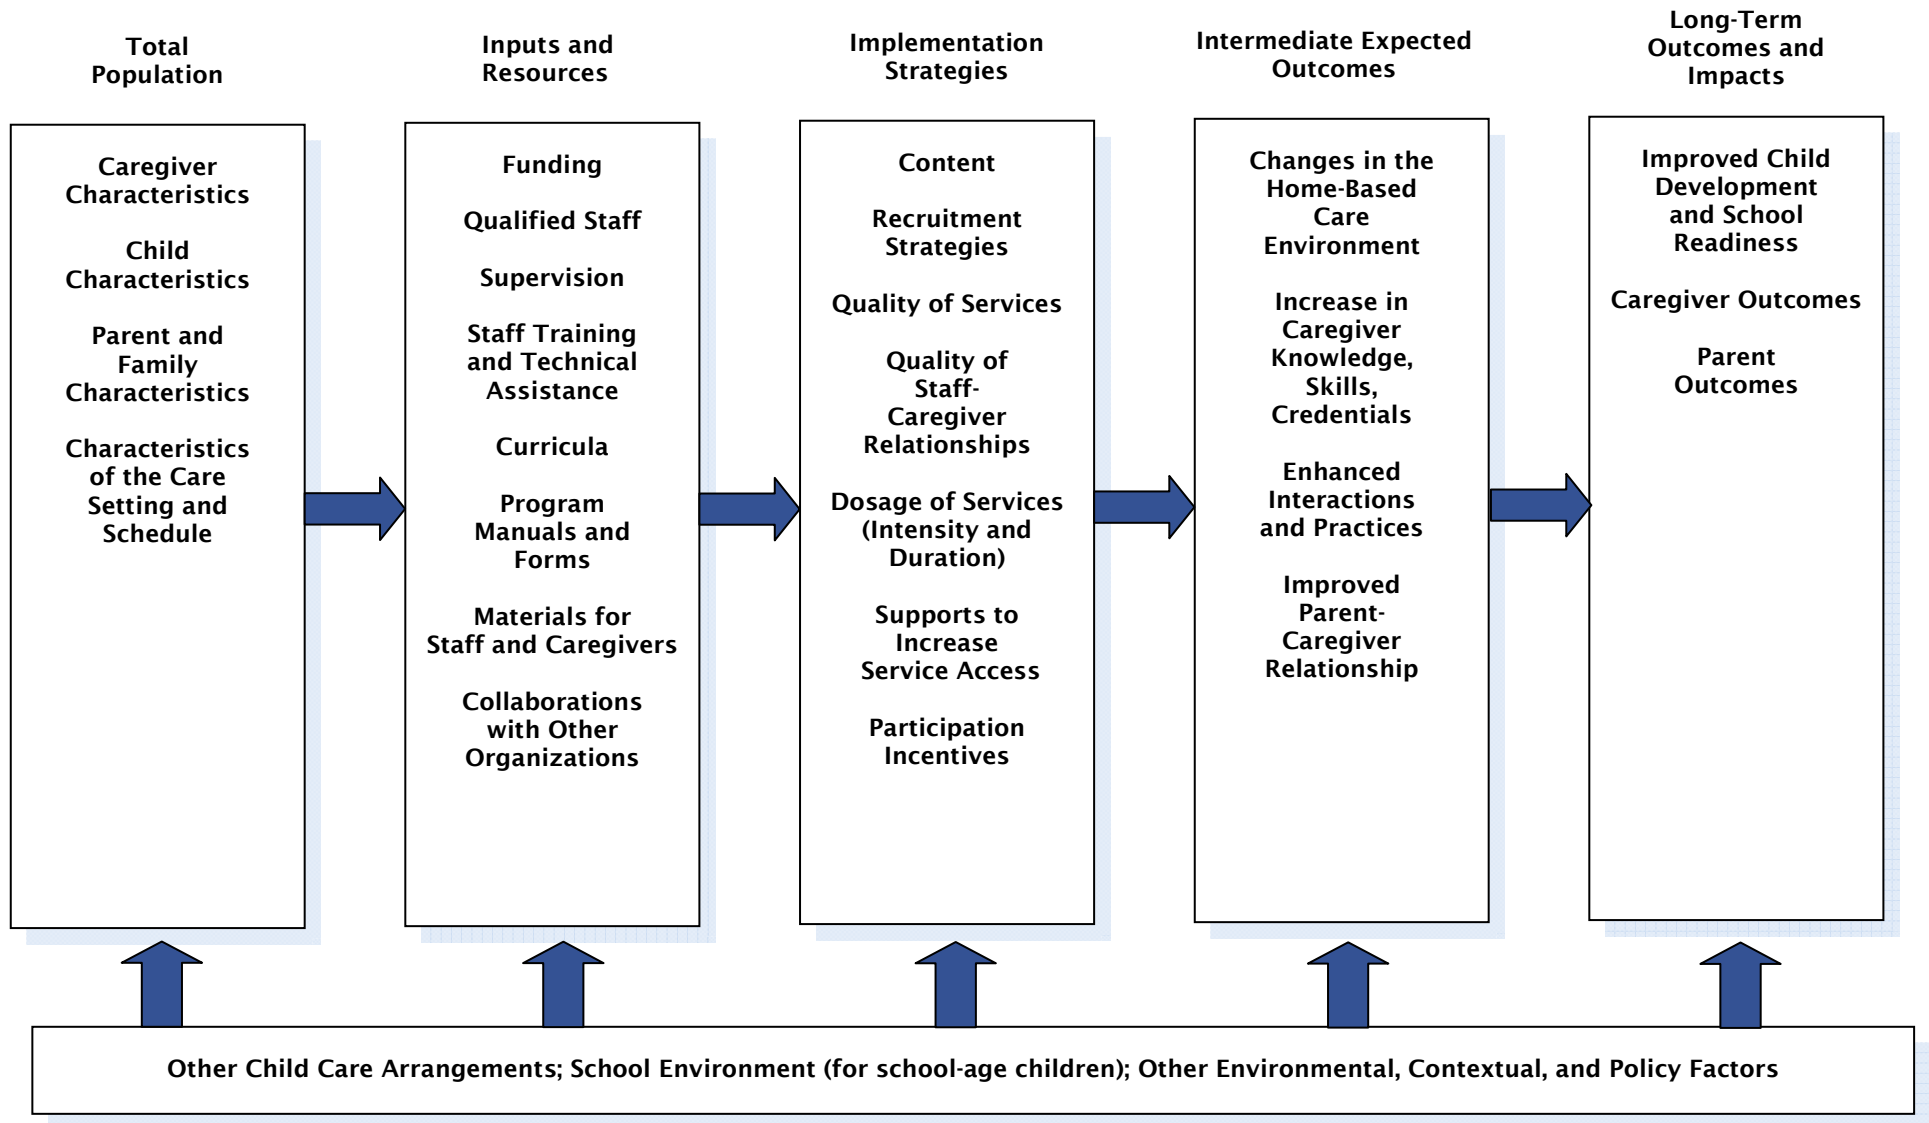 Total
Population
Inputs and
Resources
Implementation
Strategies
Intermediate Expected
Outcomes
Long-Term
Outcomes and
Impacts
Caregiver
Characteristics
Child
Characteristics
Parent and
Family
Characteristics
Characteristics
of the Care
Setting and
Schedule
Funding
Qualified Staff
Supervision
Staff Training
and Technical
Assistance
Curricula
Program
Manuals and
Forms
Materials for
Staff and Caregivers
Collaborations
with Other
Organizations
Content
Recruitment
Strategies
Quality of Services
Quality of
Staff-
Caregiver
Relationships
Dosage of Services
(Intensity and
Duration)
Supports to
Increase
Service Access
Participation
Incentives
Changes in the
Home-Based
Care
Environment
Increase in
Caregiver
Knowledge,
Skills,
Credentials
Enhanced
Interactions
and Practices
Improved
Parent-
Caregiver
Relationship
Improved Child
Development
and School
Readiness
Caregiver Outcomes
Parent
Outcomes
Other Child Care Arrangements; School Environment (for school-age children); Other Environmental, Contextual, and Policy Factors